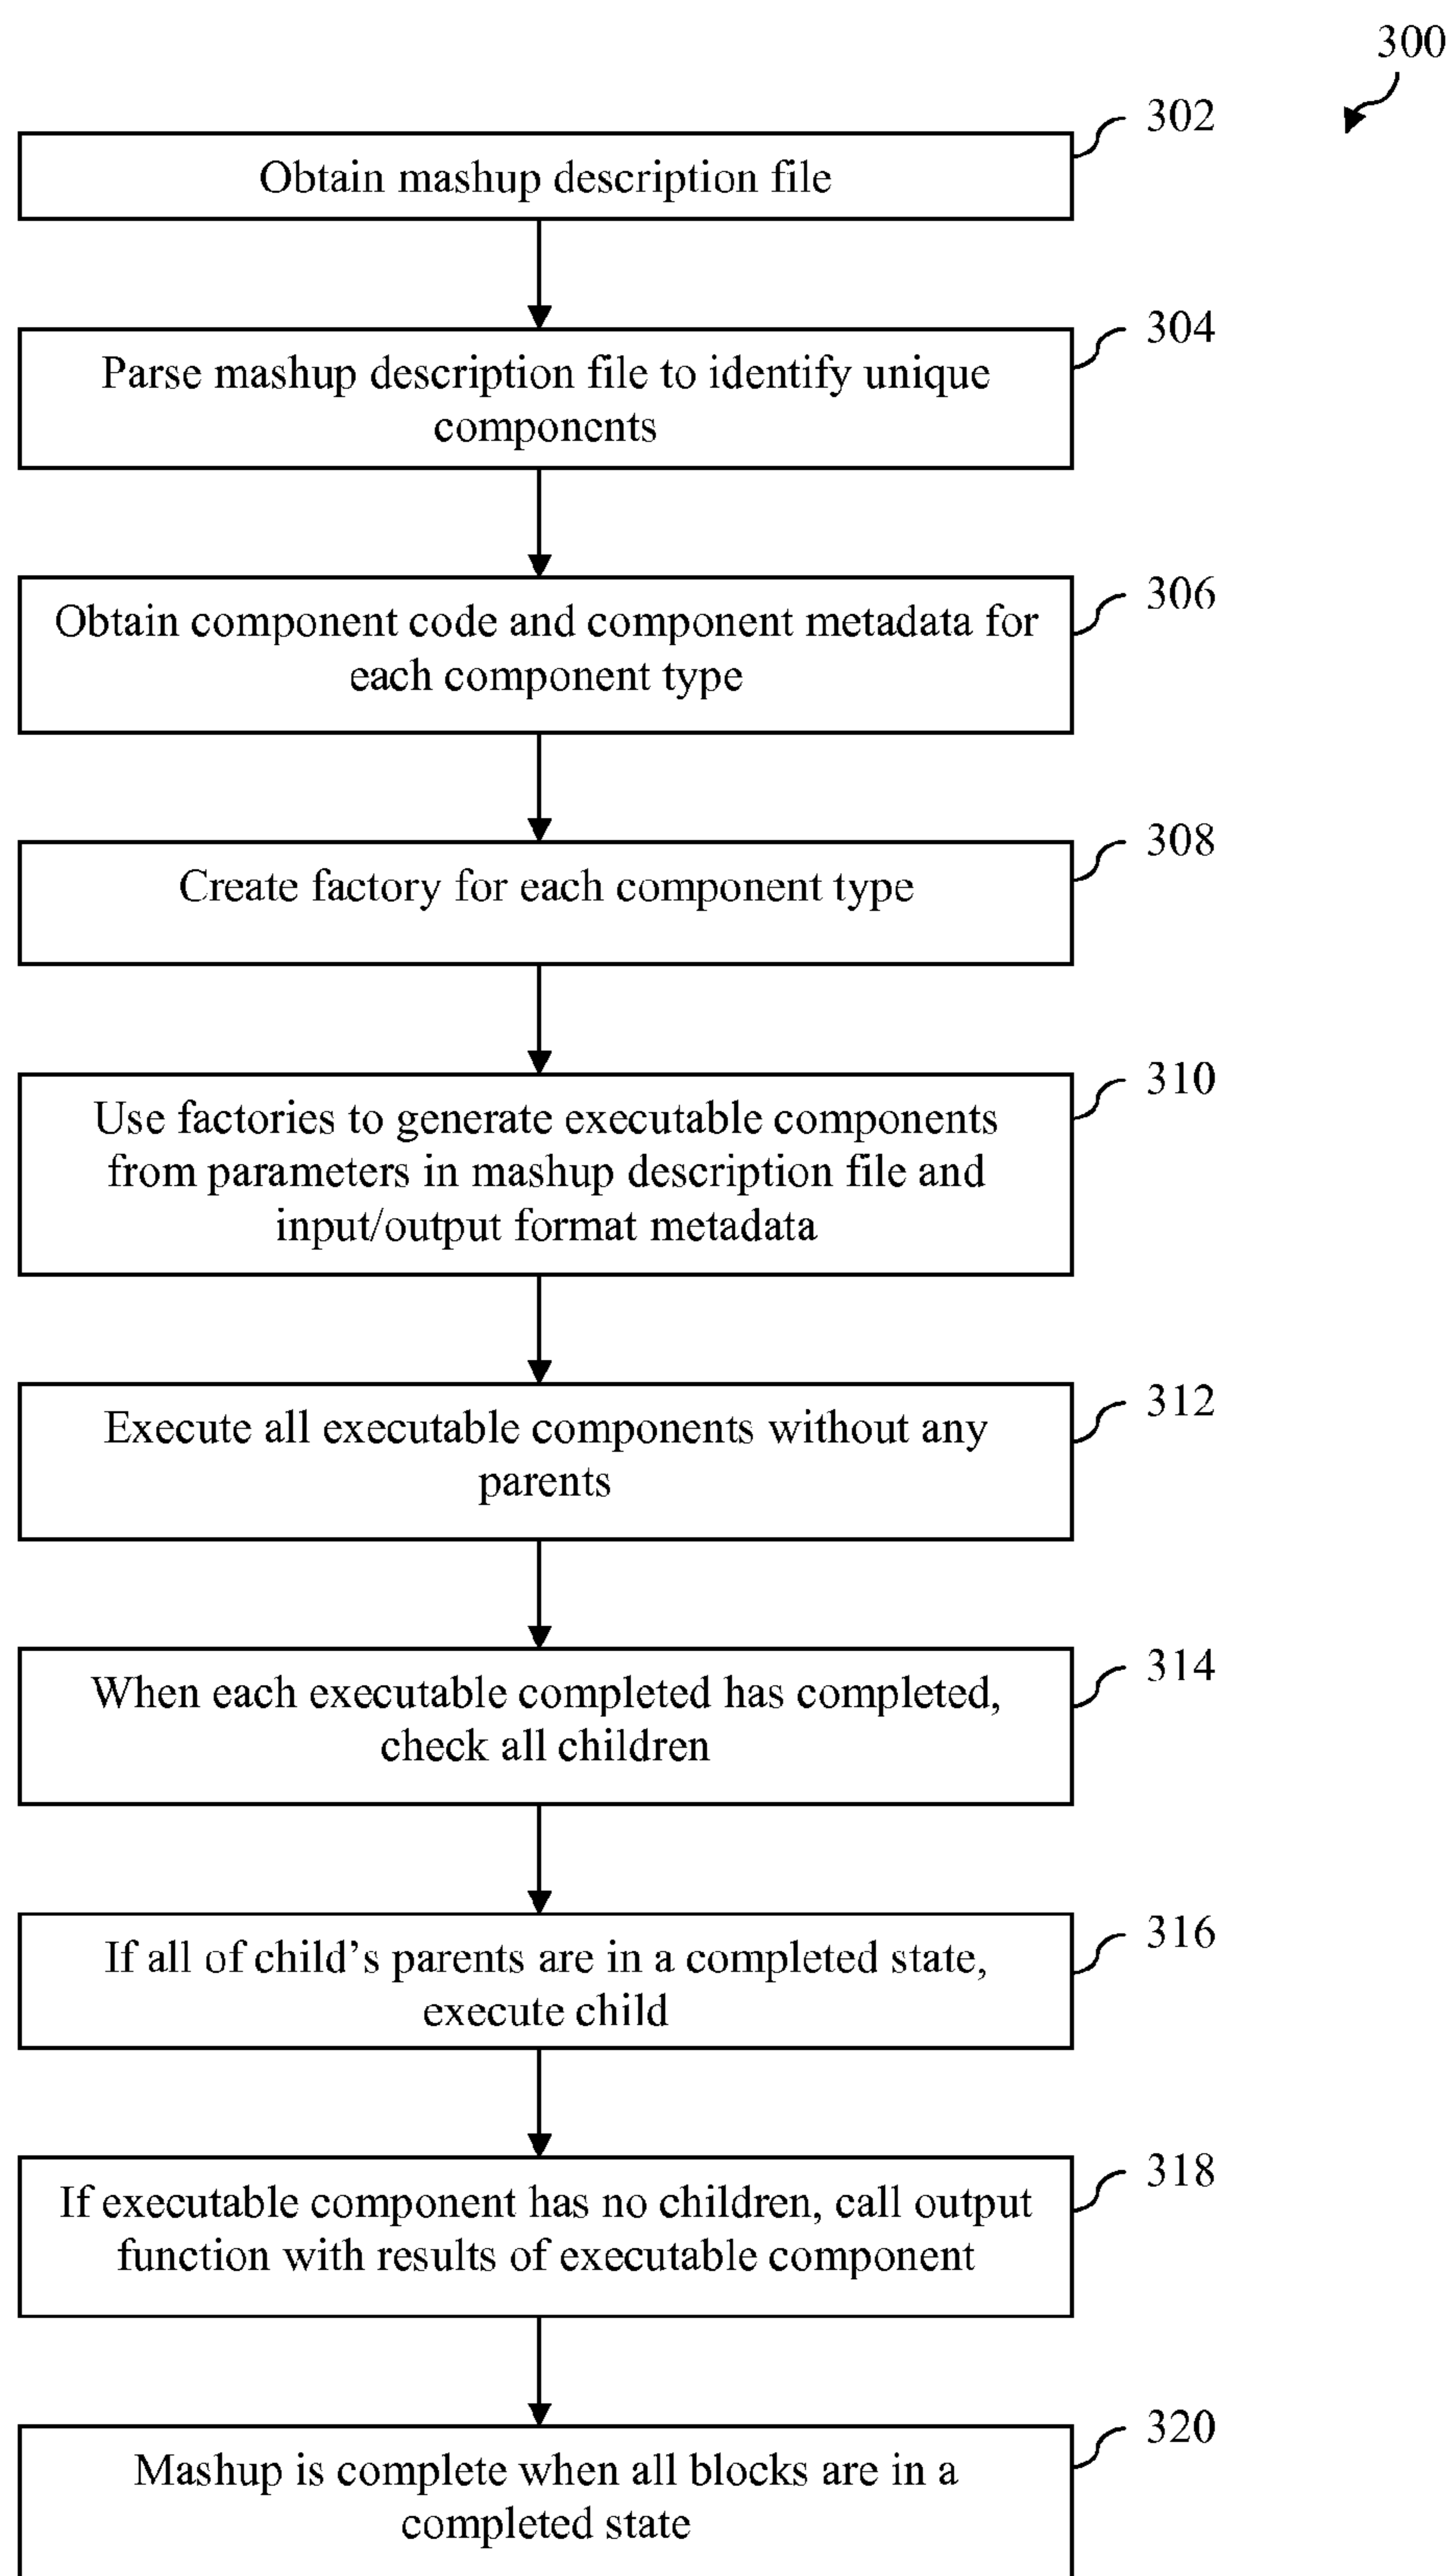 300
302
Obtain mashup description file
304
Parse mashup description file to identify unique
components
306
Obtain component code and component metadata for
each component type
308
Create factory for each component type
310
Use factories to generate executable components
from parameters in mashup description file and
input/output format metadata
312
Execute all executable components without any
parents
314
When each executable completed has completed,
check all children
316
If all of child’s parents are in a completed state,
execute child
318
If executable component has no children, call output
function with results of executable component
320
Mashup is complete when all blocks are in a
completed state